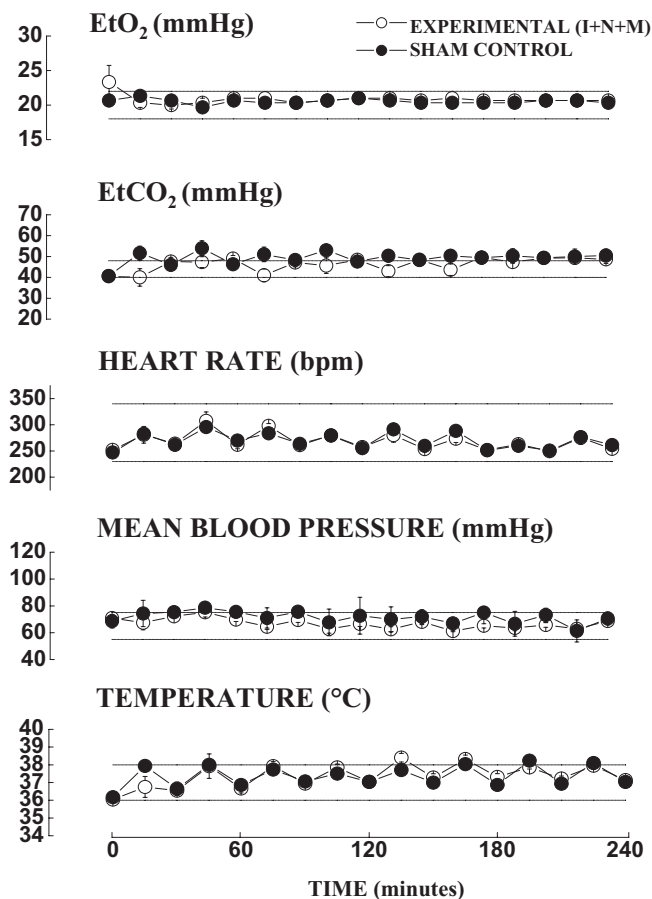 EtO₂ (mmHg)
EXPERIMENTAL (I+N+M)
SHAM CONTROL
30
25
20
15
EtCO₂ (mmHg)
70
60
50
40
30
20
HEART RATE (bpm)
350
300
250
200
MEAN BLOOD PRESSURE (mmHg)
120
100
80
60
40
TEMPERATURE (°C)
40
39
38
37
36
35
34
0 60 120 180 240
TIME (minutes)